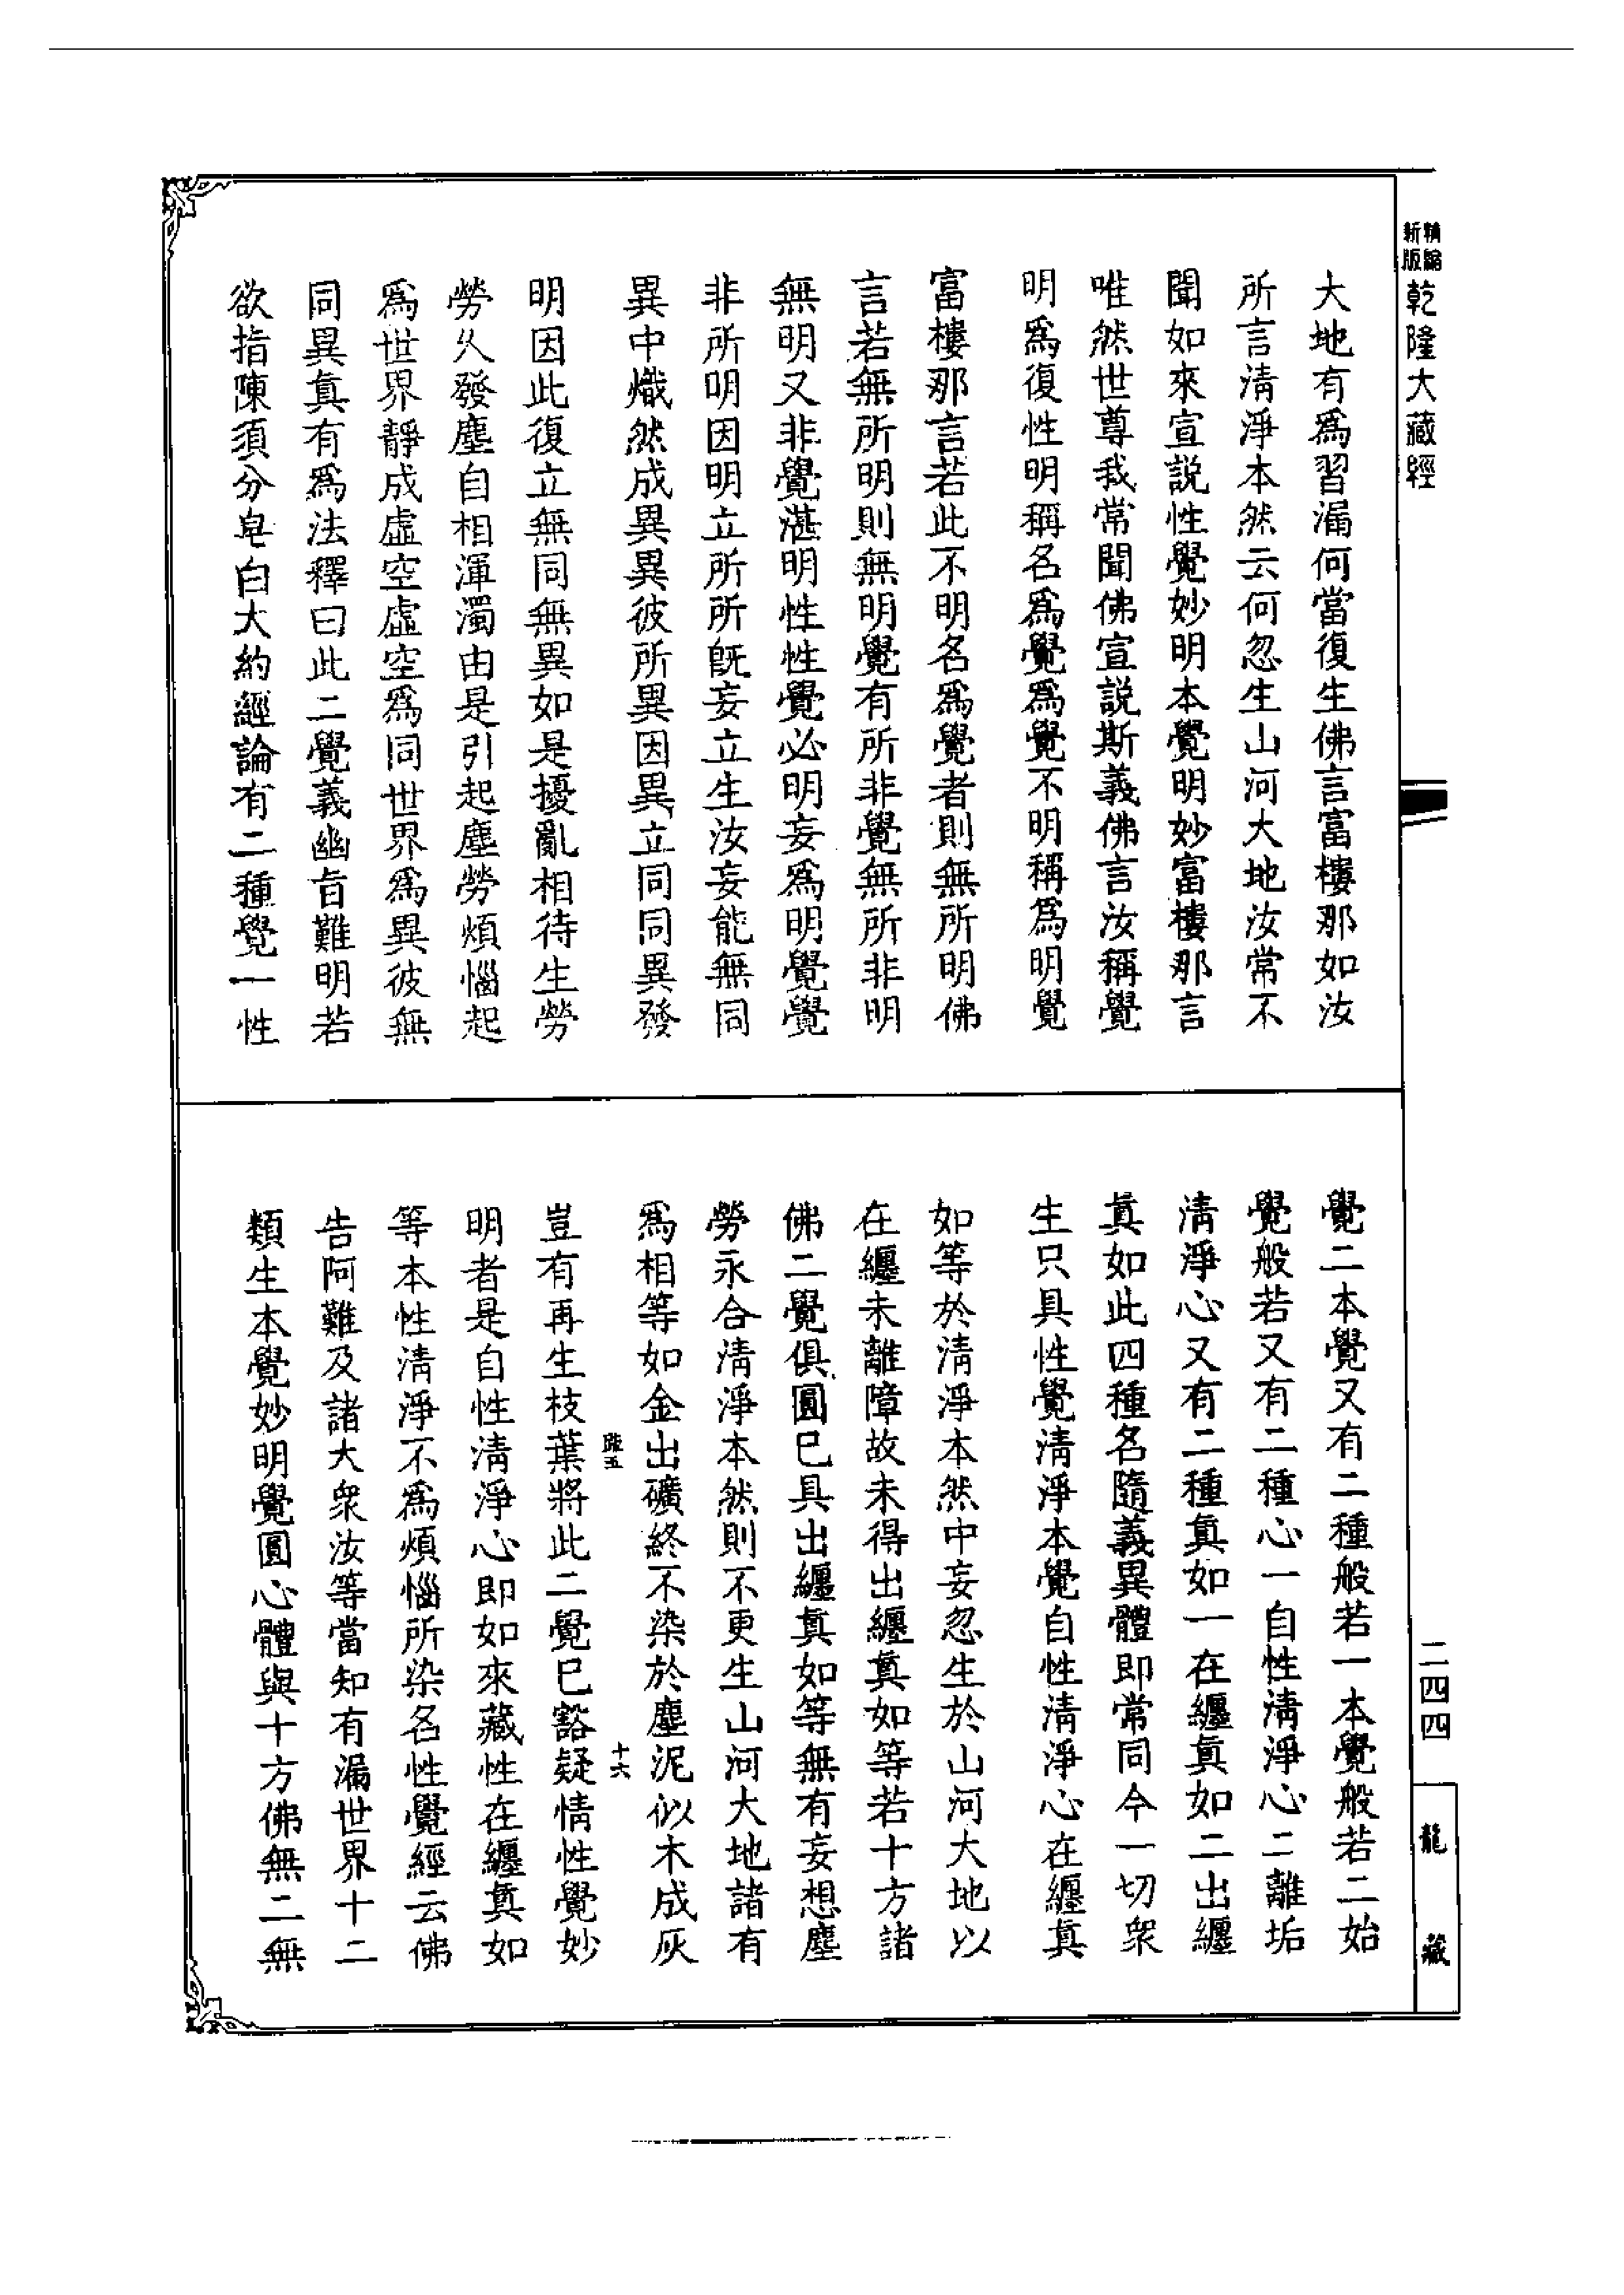 精縮新版乾隆大藏經
大地有爲習漏何當復生佛言富樓那如汝
所言清淨本然云何忽生山河大地汝常不
聞如來宣說性覺妙明本覺明妙富樓那言
唯然世尊我常聞佛宣說斯義佛言汝稱覺
明爲復性明稱名爲覺爲覺不明稱爲明覺
富樓那言若此不明名爲覺者則無所明佛
言若無所明則無明覺有所非覺無所非明
無明又非覺湛明性性覺必明妄爲明覺覺
非所明因明立所所旣妄立生汝妄能無同
異中熾然成異異彼所異因異立同同異發
明因此復立無同無異如是擾亂相待生勞
勞久發塵自相渾濁由是引起塵勞煩惱起
爲世界靜成虛空虛空爲同世界爲異彼無
同異眞有爲法釋曰此二覺義幽旨難明若
欲指陳須分皂白大約經論有二種覺一性
覺二本覺又有二種般若一本覺般若二始
覺般若又有二種心一自性清淨心二離垢
清淨心又有二種眞如一在纏眞如二出纏
眞如此四種名隨義異體即常同今一切衆
生只具性覺清淨本覺自性清淨心在纏眞
如等於清淨本然中妄忽生於山河大地以
在纏未離障故未得出纏眞如等若十方諸
佛二覺俱圓已具出纏眞如等無有妄想塵
勞永合清淨本然則不更生山河大地諸有
爲相等如金出礦終不染於塵泥似木成灰
十六
豈有再生枝葉將此二覺已豁疑情性覺妙
明者是自性清淨心即如來藏性在纏眞如
等本性清淨不爲煩惱所染名性覺經云佛
告阿難及諸大衆汝等當知有漏世界十二
類生本覺妙明覺圓心體與十方佛無二無
二四四
龍藏